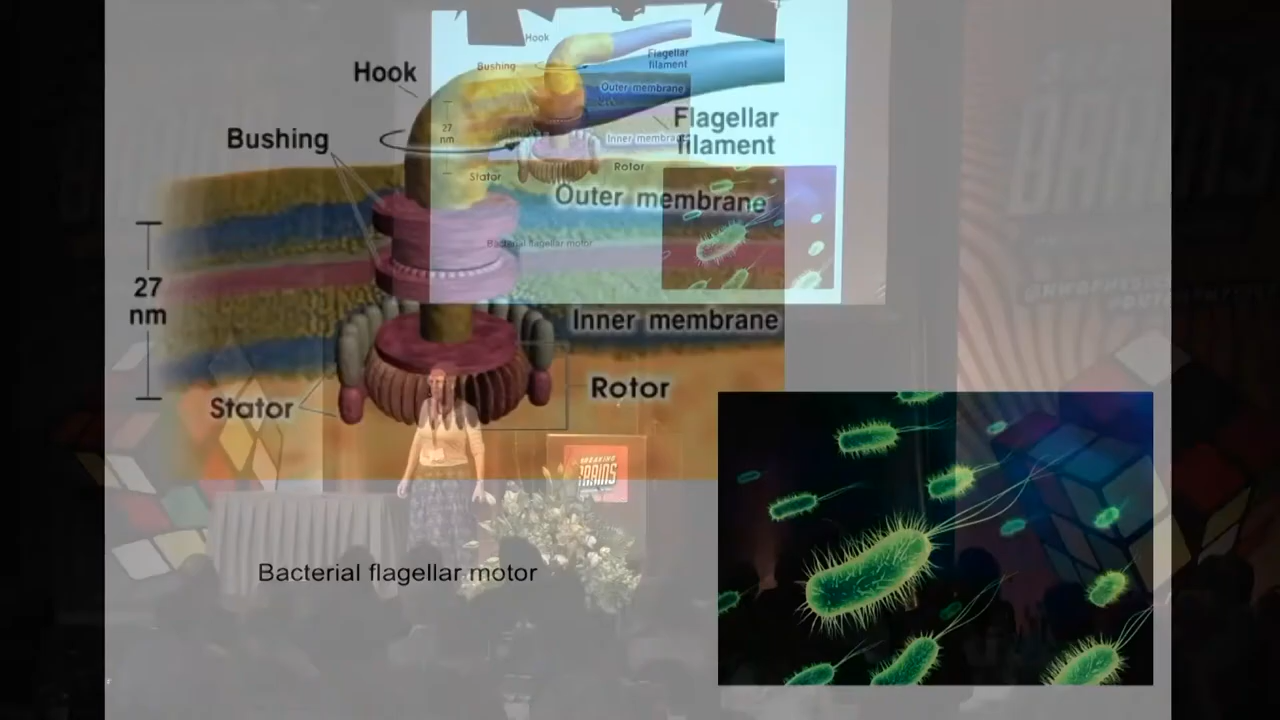 Hook
Bushing
Flagellar
filament
Outer membrane
27
nm
Inner membrane
Rotor
Stator
Bacterial flagellar motor
Hook
Flagellar
filament
Bushing
Outer membrane
27
nm
Inner membrane
Rotor
Stator
Bacterial flagellar motor
BREAKING
BRAINS